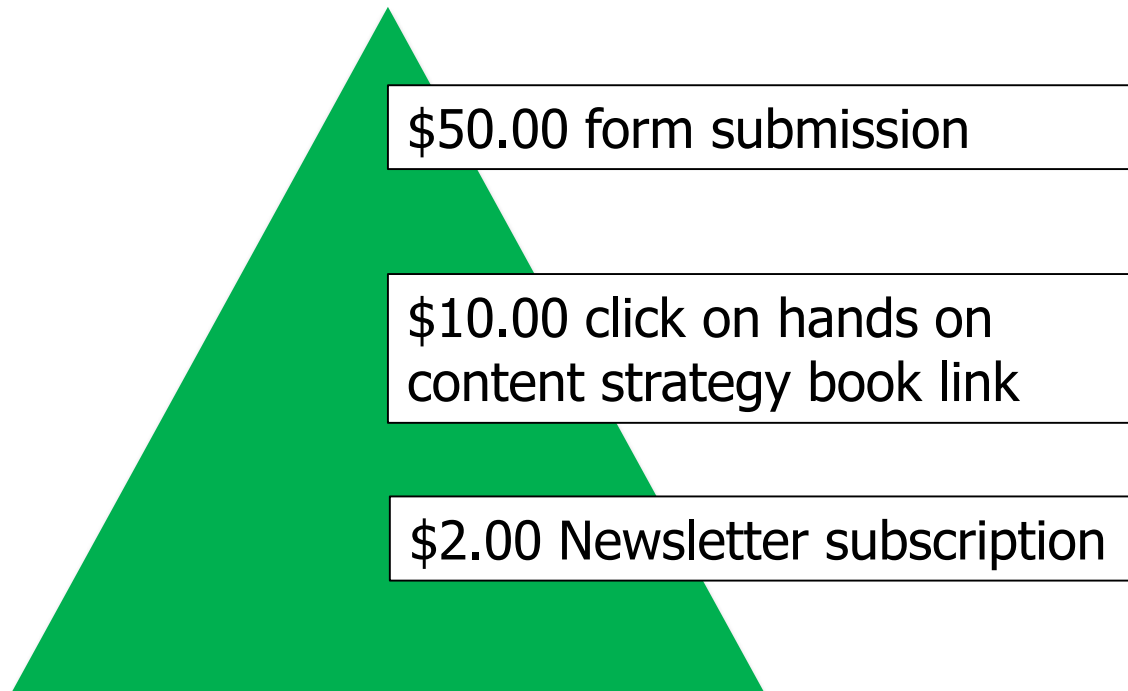 $50.00 form submission
$10.00 click on hands on
content strategy book link
$2.00 Newsletter subscription